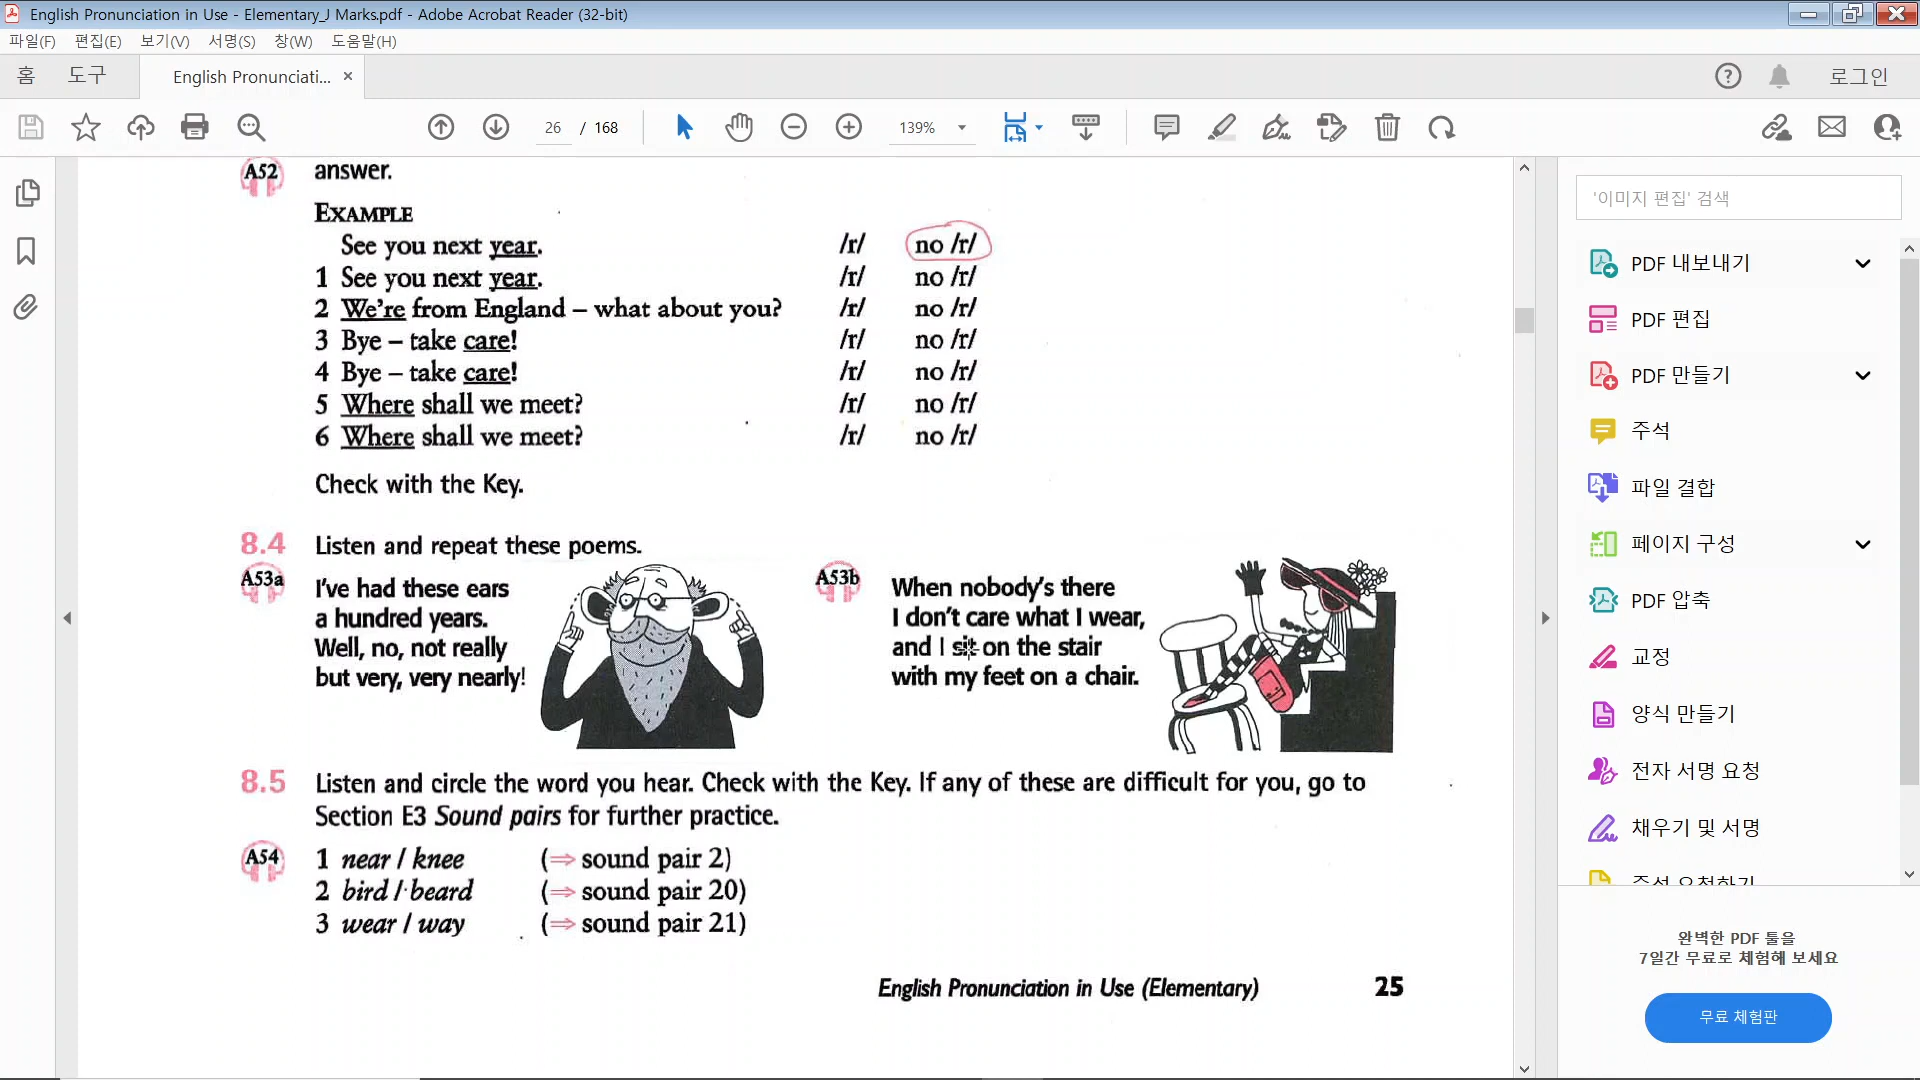 English Pronunciation in Use - Elementary_J Marks.pdf - Adobe Acrobat Reader (32-bit)
파일(F) 편집(E) 보기(V) 서명(S) 창(W) 도움말(H)
홈 도구 English Pronunciati... × 로그인
26 / 168 139%
A52 answer.
EXAMPLE
See you next year. /r/ no /r/
1 See you next year. /r/ no /r/
2 We're from England – what about you? /r/ no /r/
3 Bye – take care! /r/ no /r/
4 Bye – take care! /r/ no /r/
5 Where shall we meet? /r/ no /r/
6 Where shall we meet? /r/ no /r/
Check with the Key.
8.4 Listen and repeat these poems.
A53a
I've had these ears
a hundred years.
Well, no, not really
but very, very nearly!
A53b
When nobody's there
I don't care what I wear,
and I sit on the stair
with my feet on a chair.
8.5 Listen and circle the word you hear. Check with the Key. If any of these are difficult for you, go to
Section E3 Sound pairs for further practice.
A54 1 near / knee (⇒ sound pair 2)
2 bird / beard (⇒ sound pair 20)
3 wear / way (⇒ sound pair 21)
English Pronunciation in Use (Elementary) 25
'이미지 편집' 검색
PDF 내보내기
PDF 편집
PDF 만들기
주석
파일 결합
페이지 구성
PDF 압축
교정
양식 만들기
전자 서명 요청
채우기 및 서명
완벽한 PDF 툴을
7일간 무료로 체험해 보세요
무료 체험판